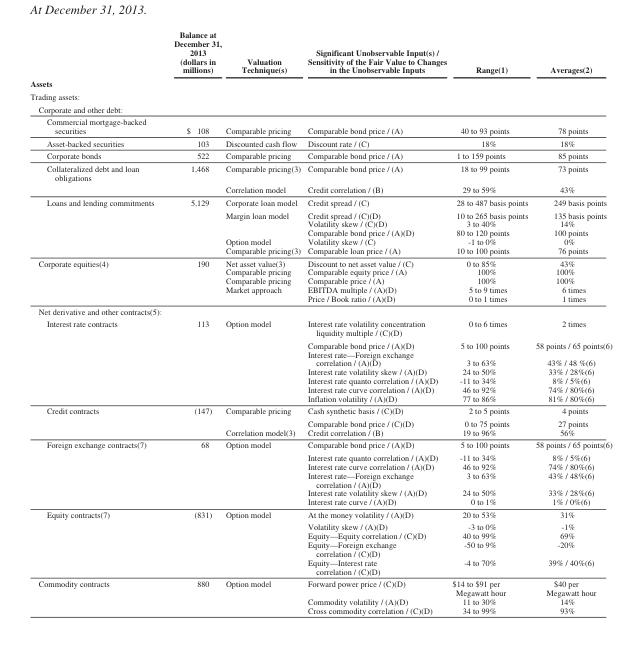 At December 31, 2013.
Balance at
December 31,
2013
(dollars in
millions)
Valuation
Technique(s)
Significant Unobservable Input(s) /
Sensitivity of the Fair Value to Changes
in the Unobservable Inputs
Range(1)
Averages(2)
Assets
Trading assets:
Corporate and other debt:
Commercial mortgage-backed
securities $ 108 Comparable pricing Comparable bond price / (A) 40 to 93 points 78 points
Asset-backed securities 103 Discounted cash flow Discount rate / (C) 18% 18%
Corporate bonds 522 Comparable pricing Comparable bond price / (A) 1 to 159 points 85 points
Collateralized debt and loan 1,468 Comparable pricing(3) Comparable bond price / (A) 18 to 99 points 73 points
obligations
Correlation model Credit correlation / (B) 29 to 59% 43%
Loans and lending commitments 5,129 Corporate loan model Credit spread / (C) 28 to 487 basis points 249 basis points
Margin loan model Credit spread / (C)(D) 10 to 265 basis points 135 basis points
Volatility skew / (C)(D) 3 to 40% 14%
Comparable bond price / (A)(D) 80 to 120 points 100 points
Option model Volatility skew / (C) -1 to 0% 0%
Comparable pricing(3) Comparable loan price / (A) 10 to 100 points 76 points
Corporate equities(4) 190 Net asset value(3) Discount to net asset value / (C) 0 to 85% 43%
Comparable pricing Comparable equity price / (A) 100% 100%
Comparable pricing Comparable price / (A) 100% 100%
Market approach EBITDA multiple / (A)(D) 5 to 9 times 6 times
Price / Book ratio / (A)(D) 0 to 1 times 1 times
Net derivative and other contracts(5):
Interest rate contracts 113 Option model Interest rate volatility concentration 0 to 6 times 2 times
liquidity multiple / (C)(D)
Comparable bond price / (A)(D) 5 to 100 points 58 points / 65 points(6)
Interest rate—Foreign exchange
correlation / (A)(D) 3 to 63% 43% / 48 %(6)
Interest rate volatility skew / (A)(D) 24 to 50% 33% / 28%(6)
Interest rate quanto correlation / (A)(D) -11 to 34% 8% / 5%(6)
Interest rate curve correlation / (A)(D) 46 to 92% 74% / 80%(6)
Inflation volatility / (A)(D) 77 to 86% 81% / 80%(6)
Credit contracts (147) Comparable pricing Cash synthetic basis / (C)(D) 2 to 5 points 4 points
Comparable bond price / (C)(D) 0 to 75 points 27 points
Correlation model(3) Credit correlation / (B) 19 to 96% 56%
Foreign exchange contracts(7) 68 Option model Comparable bond price / (A)(D) 5 to 100 points 58 points / 65 points(6)
Interest rate quanto correlation / (A)(D) -11 to 34% 8% / 5%(6)
Interest rate curve correlation / (A)(D) 46 to 92% 74% / 80%(6)
Interest rate—Foreign exchange 3 to 63% 43% / 48%(6)
correlation / (A)(D)
Interest rate volatility skew / (A)(D) 24 to 50% 33% / 28%(6)
Interest rate curve / (A)(D) 0 to 1% 1% / 0%(6)
Equity contracts(7) (831) Option model At the money volatility / (A)(D) 20 to 53% 31%
Volatility skew / (A)(D) -3 to 0% -1%
Equity—Equity correlation / (C)(D) 40 to 99% 69%
Equity—Foreign exchange -50 to 9% -20%
correlation / (C)(D)
Equity—Interest rate -4 to 70% 39% / 40%(6)
correlation / (C)(D)
Commodity contracts 880 Option model Forward power price / (C)(D) $14 to $91 per $40 per
Megawatt hour Megawatt hour
Commodity volatility / (A)(D) 11 to 30% 14%
Cross commodity correlation / (C)(D) 34 to 99% 93%